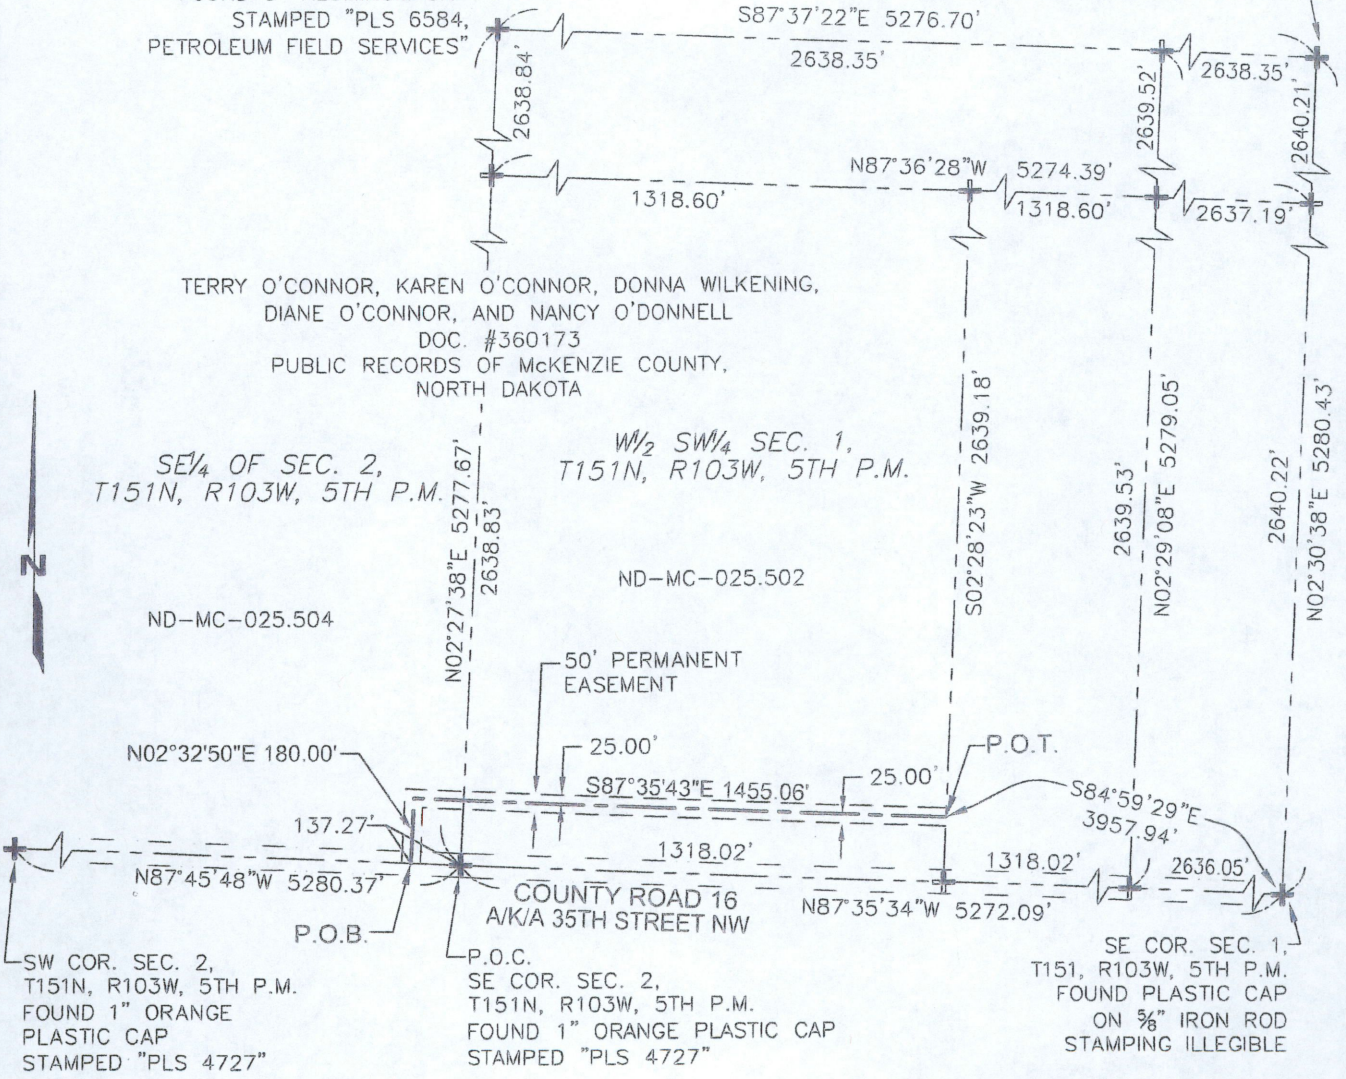 STAMPED "PLS 6584,
PETROLEUM FIELD SERVICES"
S87°37'22"E 5276.70'
2638.35'
2638.35'
2638.84'
2639.52'
2640.21'
N87°36'28"W 5274.39'
1318.60'
1318.60'
2637.19'
TERRY O'CONNOR, KAREN O'CONNOR, DONNA WILKENING,
DIANE O'CONNOR, AND NANCY O'DONNELL
DOC. #360173
PUBLIC RECORDS OF McKENZIE COUNTY,
NORTH DAKOTA
SE1/4 OF SEC. 2,
T151N, R103W, 5TH P.M.
W1/2 SW1/4 SEC. 1,
T151N, R103W, 5TH P.M.
N02°27'38"E 5277.67'
2638.83'
S02°28'23"W 2639.18'
2639.53'
N02°29'08"E 5279.05'
2640.22'
N02°30'38"E 5280.43'
N
ND-MC-025.502
ND-MC-025.504
50' PERMANENT
EASEMENT
N02°32'50"E 180.00'
25.00'
25.00'
P.O.T.
S87°35'43"E 1455.06'
S84°59'29"E
3957.94'
137.27'
1318.02'
1318.02'
2636.05'
N87°45'48"W 5280.37'
COUNTY ROAD 16
A/K/A 35TH STREET NW
N87°35'34"W 5272.09'
P.O.B.
SW COR. SEC. 2,
T151N, R103W, 5TH P.M.
FOUND 1" ORANGE
PLASTIC CAP
STAMPED "PLS 4727"
P.O.C.
SE COR. SEC. 2,
T151N, R103W, 5TH P.M.
FOUND 1" ORANGE PLASTIC CAP
STAMPED "PLS 4727"
SE COR. SEC. 1,
T151, R103W, 5TH P.M.
FOUND PLASTIC CAP
ON 5/8" IRON ROD
STAMPING ILLEGIBLE